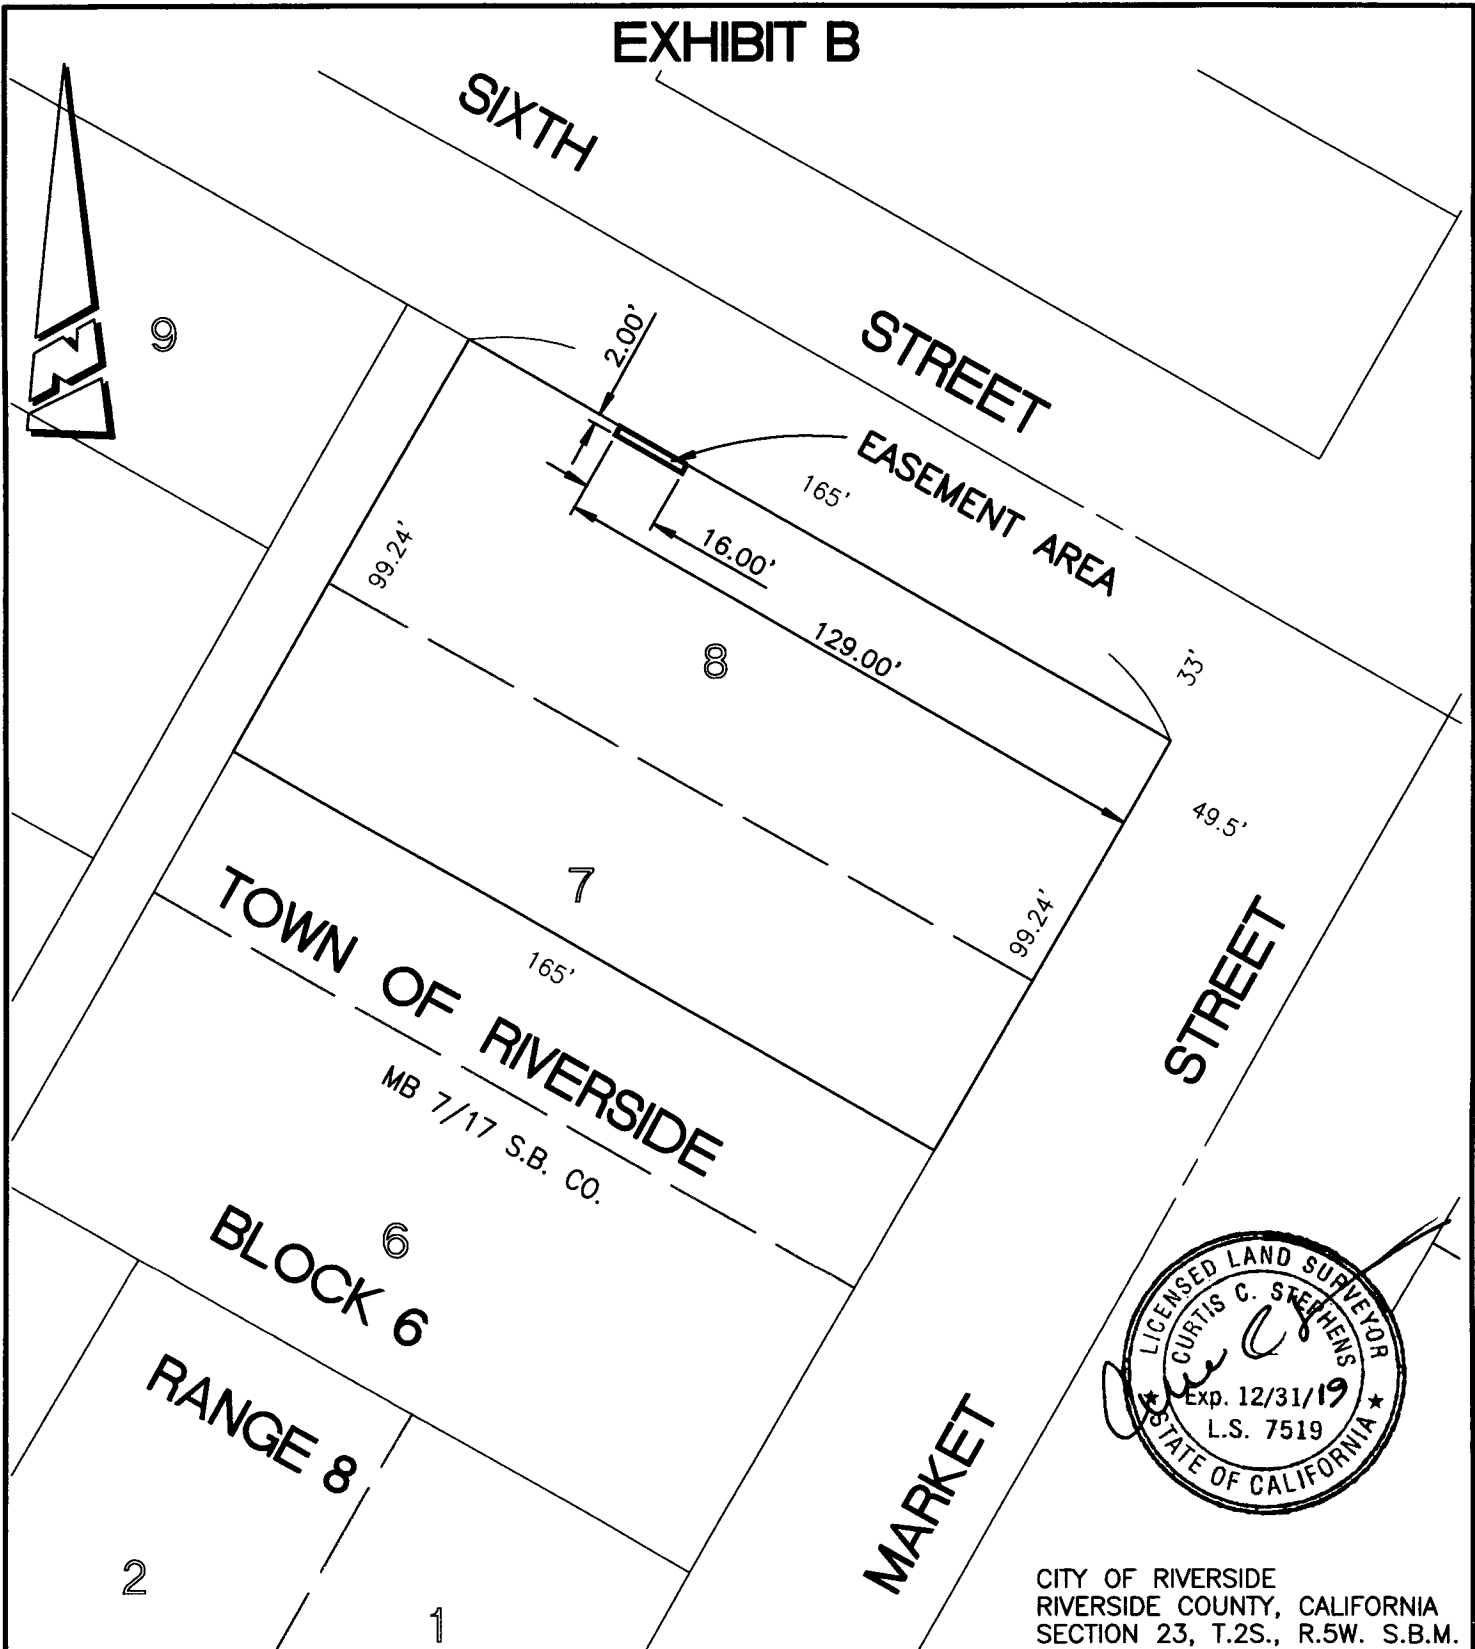 EXHIBIT B
SIXTH
STREET
9
2.00'
EASEMENT AREA
165'
16.00'
99.24'
129.00'
8
33'
49.5'
7
99.24'
TOWN OF RIVERSIDE
165'
MB 7/17 S.B. CO.
STREET
MARKET
6
BLOCK 6
RANGE 8
2
1
LICENSED LAND SURVEYOR
CURTIS C. STEPHENS
Exp. 12/31/19
L.S. 7519
★ STATE OF CALIFORNIA ★
CITY OF RIVERSIDE
RIVERSIDE COUNTY, CALIFORNIA
SECTION 23, T.2S., R.5W. S.B.M.